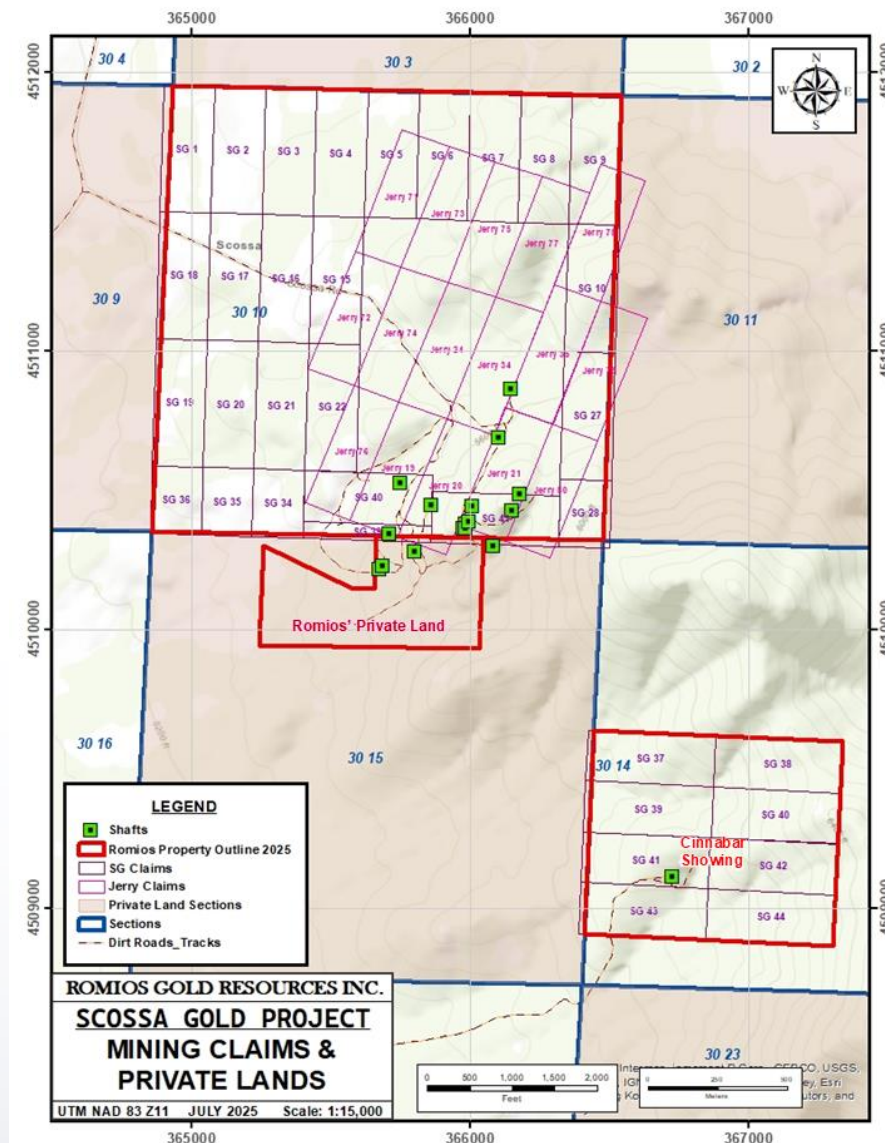 365000 366000 367000
30 4
30 3
30 2
4512000
N
W E
S
SG 1 SG 2 SG 3 SG 4 SG 5 SG 6 SG 7 SG 8 SG 9
Jerry 71
Jerry 73
Jerry 75
Jerry 77
Scossa
SG 18 SG 17 SG 16 SG 15
SG 10
30 9
30 10
30 11
Jerry 72
Jerry 74
4511000
SG 19 SG 20 SG 21 SG 22
SG 27
Jerry 76
Jerry 19
Jerry 20
Jerry 21
SG 36 SG 35 SG 34
SG 40
SG 28
4510000
4510000
Romios' Private Land
30 16
30 15
30 14
SG 37 SG 38
SG 39 SG 40
Cinnabar
Showing
SG 41 SG 42
SG 43 SG 44
4509000
LEGEND
Shafts
Romios Property Outline 2025
SG Claims
Jerry Claims
Private Land Sections
Sections
Dirt Roads_Tracks
ROMIOS GOLD RESOURCES INC.
SCOSSA GOLD PROJECT
MINING CLAIMS &
PRIVATE LANDS
UTM NAD 83 Z11 JULY 2025 Scale: 1:15,000
30 23
0 500 1,000 1,500 2,000
Feet
0 250 500
Meters
365000 366000 367000